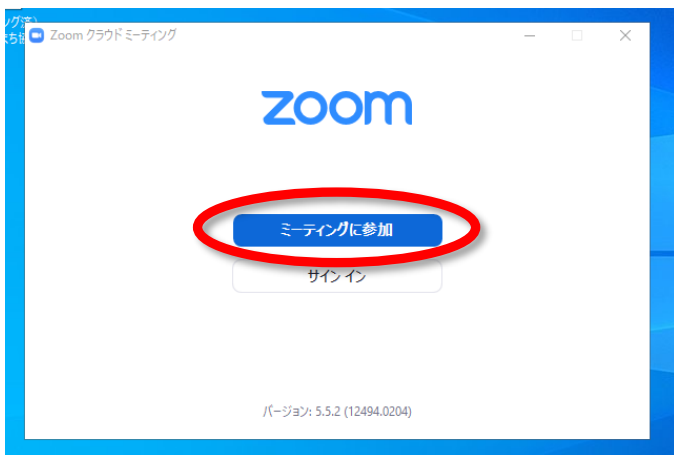 Zoom クラウド ミーティング
zoom
ミーティングに参加
サイン イン
バージョン: 5.5.2 (12494.0204)